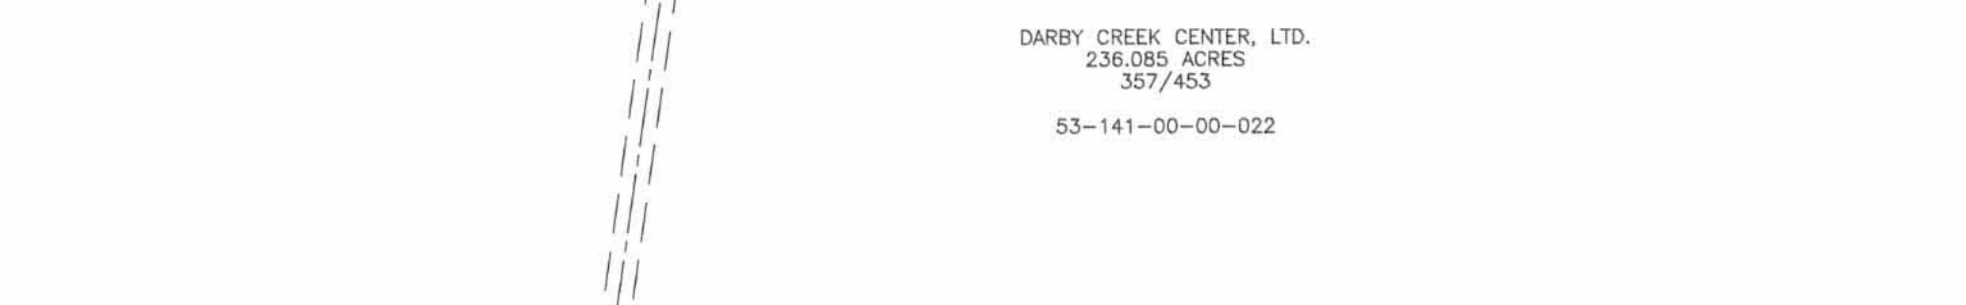 DARBY CREEK CENTER, LTD.
236.085 ACRES
357/453
53-141-00-00-022